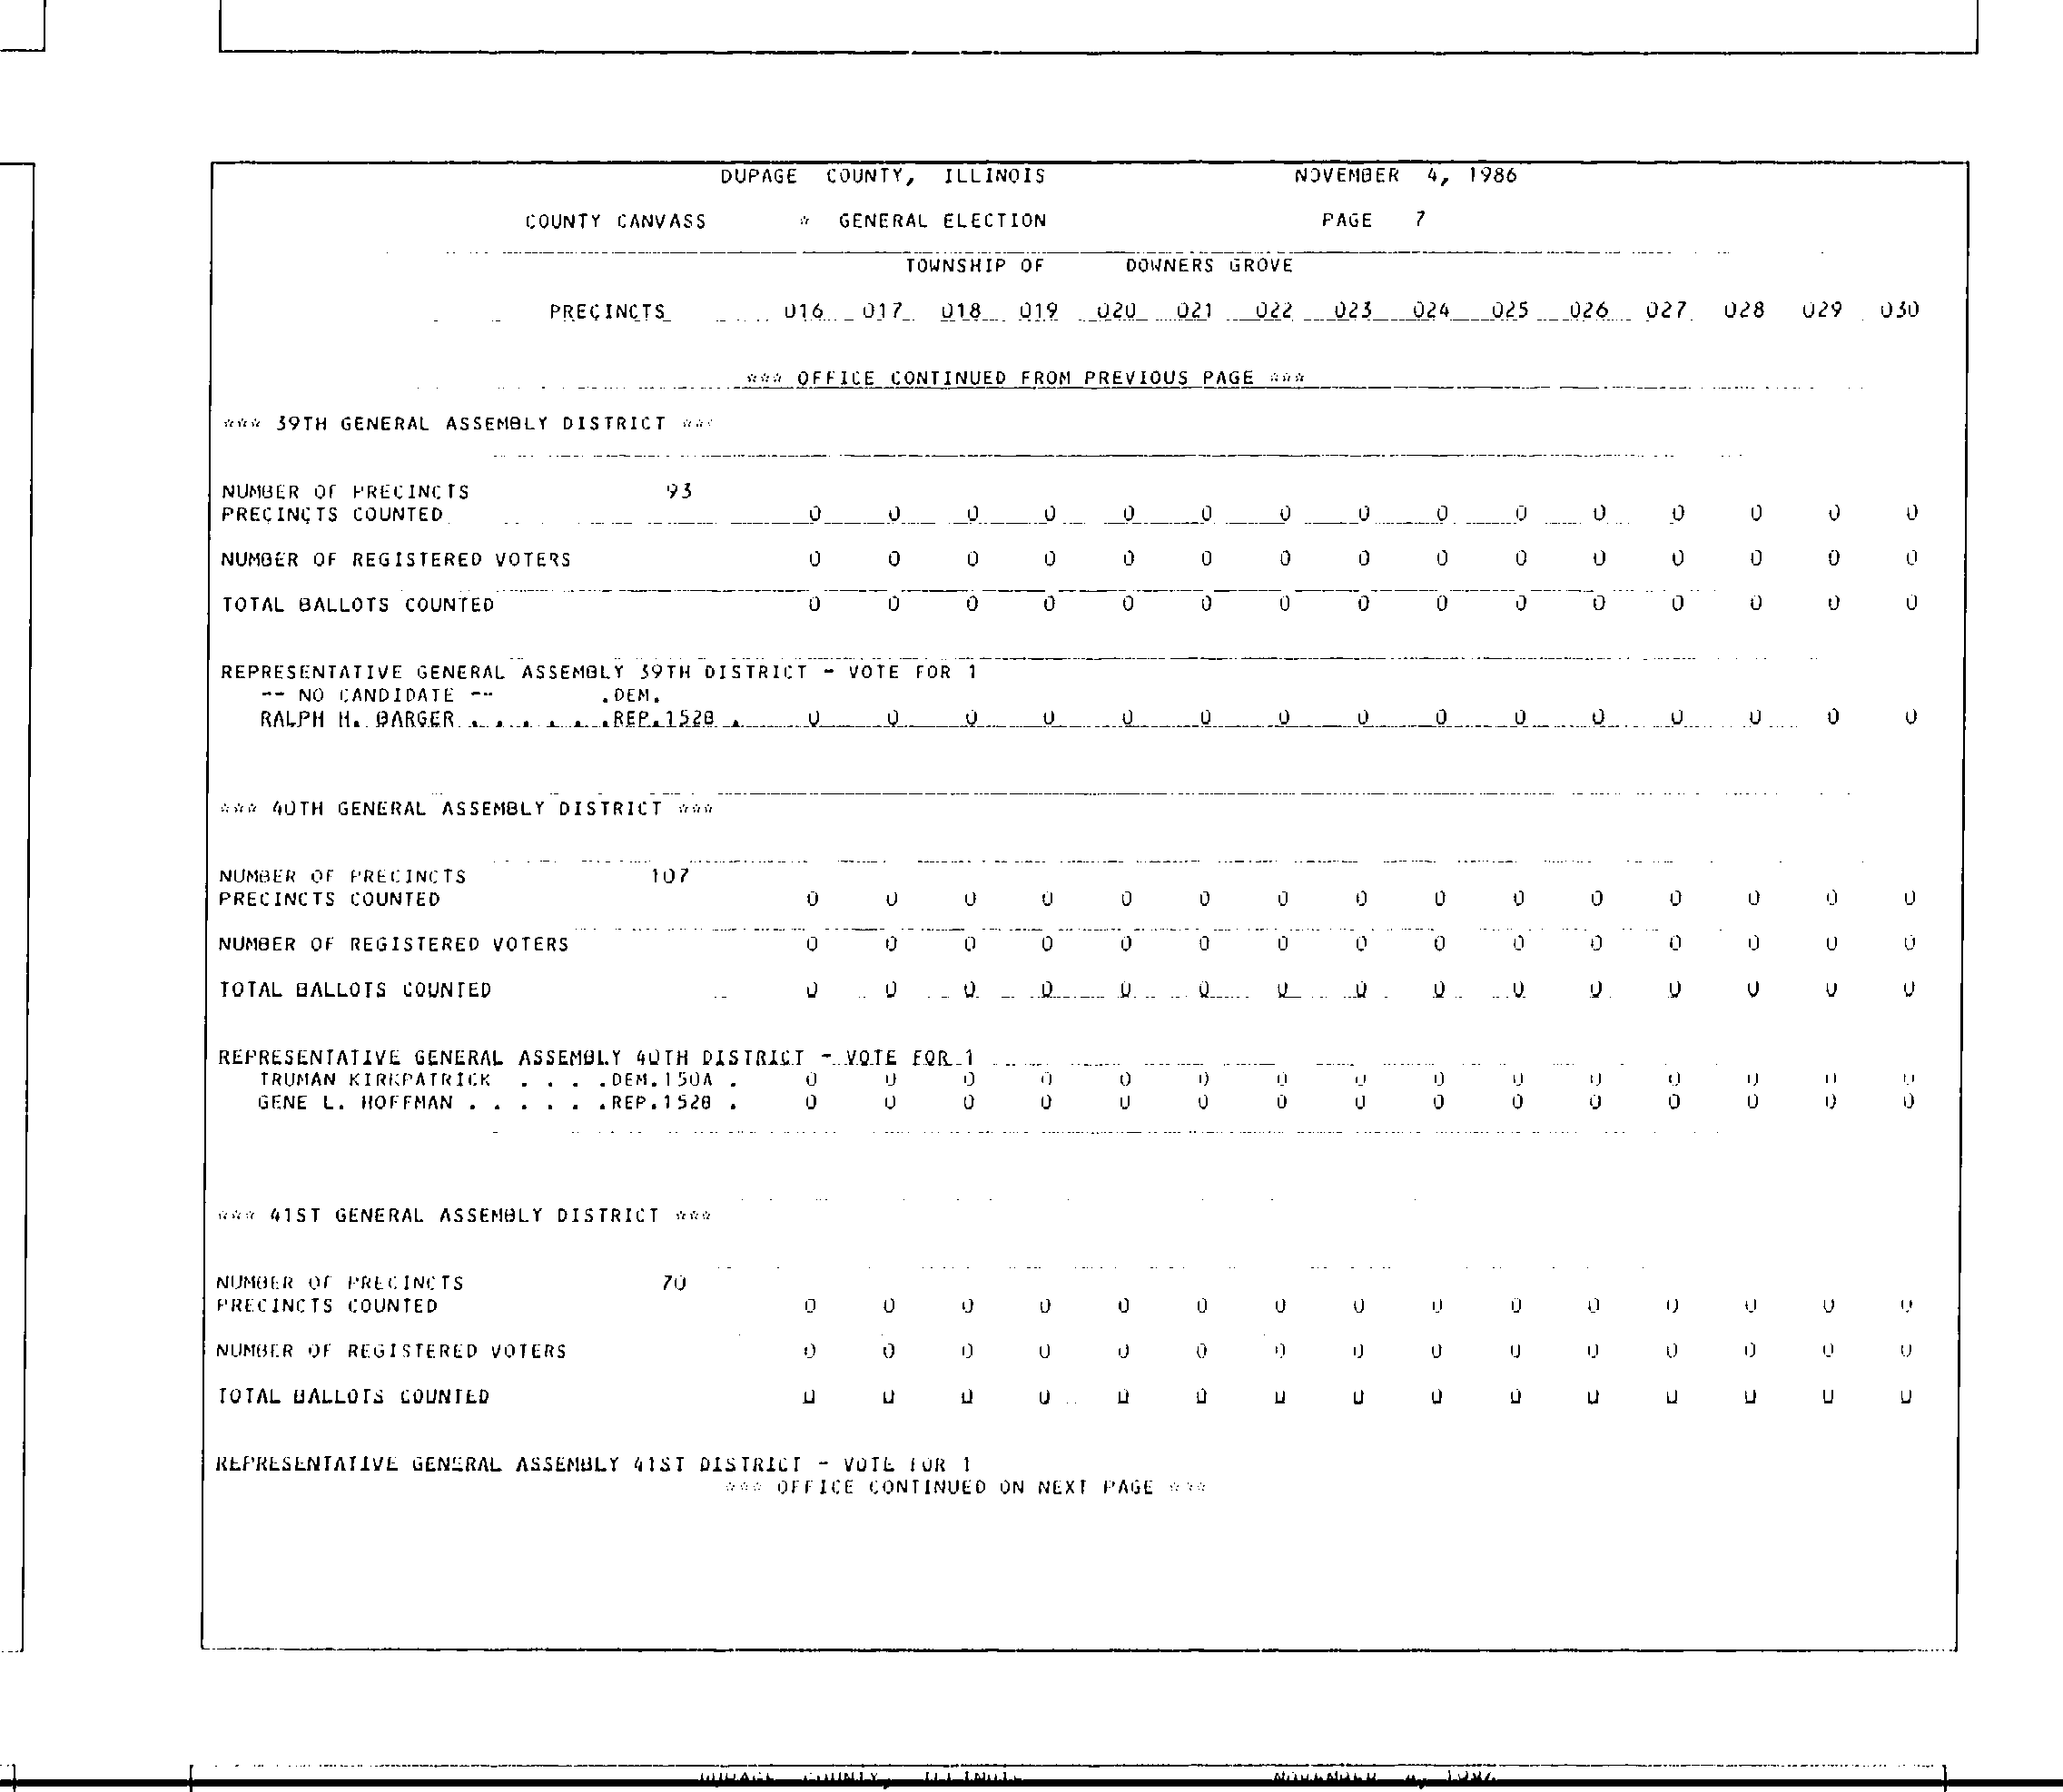 DUPAGE COUNTY, ILLINOIS NOVEMBER 4, 1986
COUNTY CANVASS * GENERAL ELECTION PAGE 7
TOWNSHIP OF DOWNERS GROVE
PRECINCTS 016 017 018 019 020 021 022 023 024 025 026 027 028 029 030
*** OFFICE CONTINUED FROM PREVIOUS PAGE ***
*** 39TH GENERAL ASSEMBLY DISTRICT ***
NUMBER OF PRECINCTS 93
PRECINCTS COUNTED 0 0 0 0 0 0 0 0 0 0 0 0 0 0 0
NUMBER OF REGISTERED VOTERS 0 0 0 0 0 0 0 0 0 0 0 0 0 0 0
TOTAL BALLOTS COUNTED 0 0 0 0 0 0 0 0 0 0 0 0 0 0 0
REPRESENTATIVE GENERAL ASSEMBLY 39TH DISTRICT - VOTE FOR 1
-- NO CANDIDATE -- .DEM.
RALPH H. BARGER . . . . . .REP.152B . 0 0 0 0 0 0 0 0 0 0 0 0 0 0 0
*** 40TH GENERAL ASSEMBLY DISTRICT ***
NUMBER OF PRECINCTS 107
PRECINCTS COUNTED 0 0 0 0 0 0 0 0 0 0 0 0 0 0 0
NUMBER OF REGISTERED VOTERS 0 0 0 0 0 0 0 0 0 0 0 0 0 0 0
TOTAL BALLOTS COUNTED 0 0 0 0 0 0 0 0 0 0 0 0 0 0 0
REPRESENTATIVE GENERAL ASSEMBLY 40TH DISTRICT - VOTE FOR 1
TRUMAN KIRKPATRICK . . . .DEM.150A . 0 0 0 0 0 0 0 0 0 0 0 0 0 0 0
GENE L. HOFFMAN . . . . . .REP.152B . 0 0 0 0 0 0 0 0 0 0 0 0 0 0 0
*** 41ST GENERAL ASSEMBLY DISTRICT ***
NUMBER OF PRECINCTS 70
PRECINCTS COUNTED 0 0 0 0 0 0 0 0 0 0 0 0 0 0 0
NUMBER OF REGISTERED VOTERS 0 0 0 0 0 0 0 0 0 0 0 0 0 0 0
TOTAL BALLOTS COUNTED 0 0 0 0 0 0 0 0 0 0 0 0 0 0 0
REPRESENTATIVE GENERAL ASSEMBLY 41ST DISTRICT - VOTE FOR 1
*** OFFICE CONTINUED ON NEXT PAGE ***